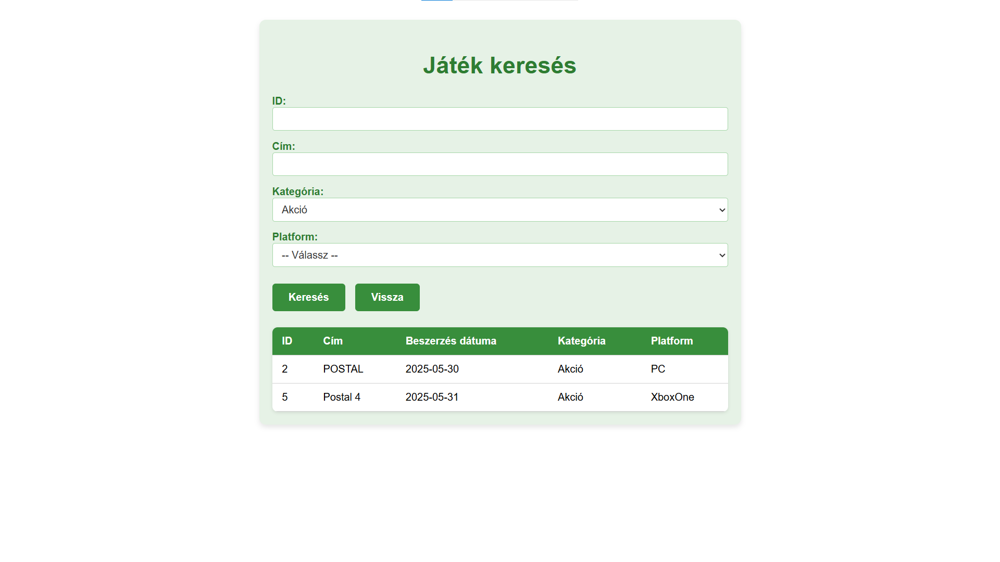 Játék keresés
ID:
Cím:
Kategória:
Akció
Platform:
-- Válassz --
Keresés Vissza
ID Cím Beszerzés dátuma Kategória Platform
2 POSTAL 2025-05-30 Akció PC
5 Postal 4 2025-05-31 Akció XboxOne